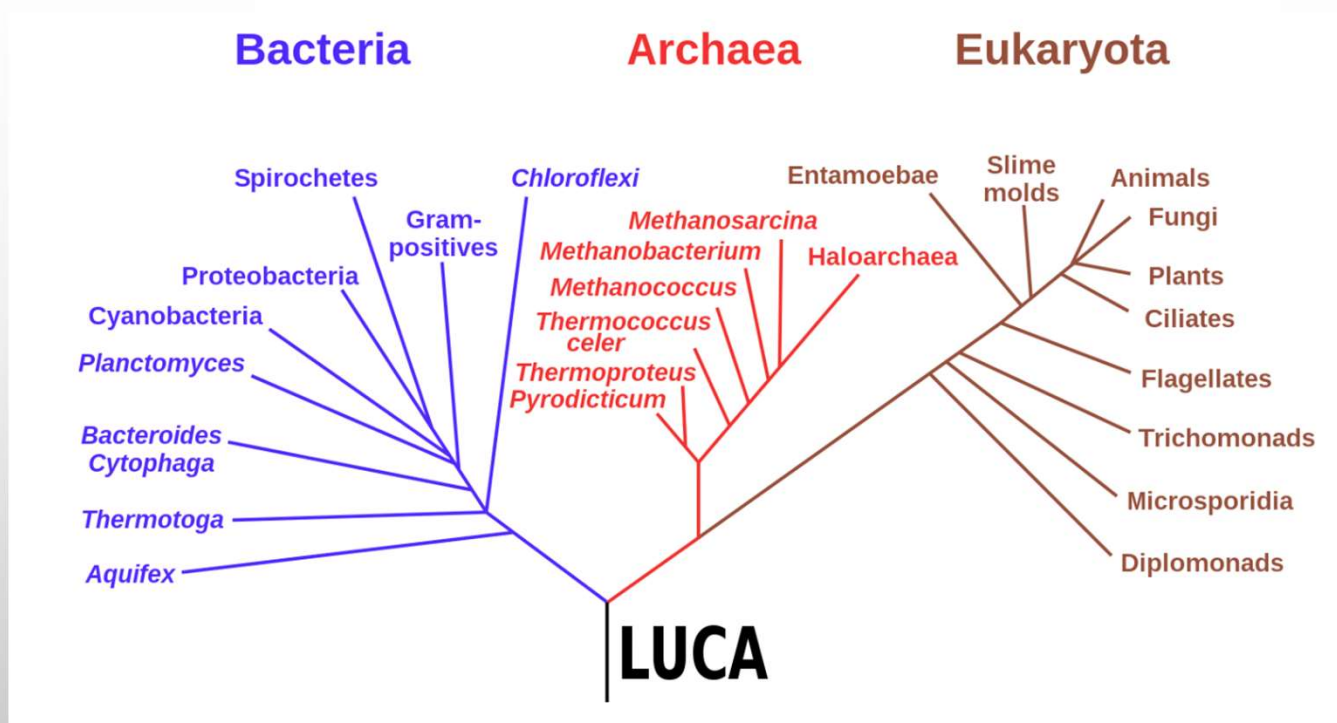 Bacteria
Archaea
Eukaryota
Spirochetes
Gram-
positives
Chloroflexi
Proteobacteria
Cyanobacteria
Planctomyces
Bacteroides
Cytophaga
Thermotoga
Aquifex
Methanosarcina
Methanobacterium
Haloarchaea
Methanococcus
Thermococcus
celer
Thermoproteus
Pyrodicticum
Entamoebae
Slime
molds
Animals
Fungi
Plants
Ciliates
Flagellates
Trichomonads
Microsporidia
Diplomonads
LUCA